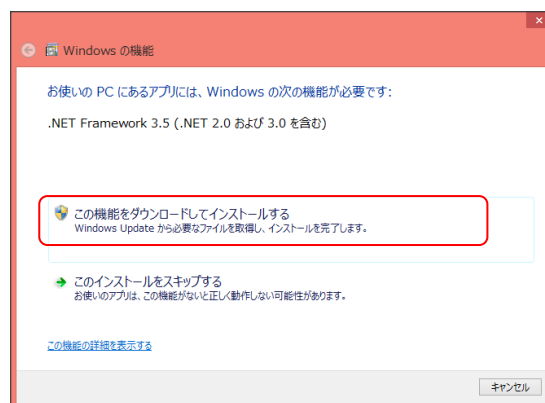 Windows の機能
お使いの PC にあるアプリには、Windows の次の機能が必要です:
.NET Framework 3.5 (.NET 2.0 および 3.0 を含む)
この機能をダウンロードしてインストールする
Windows Update から必要なファイルを取得し、インストールを完了します。
このインストールをスキップする
お使いのアプリは、この機能がないと正しく動作しない可能性があります。
この機能の詳細を表示する
キャンセル